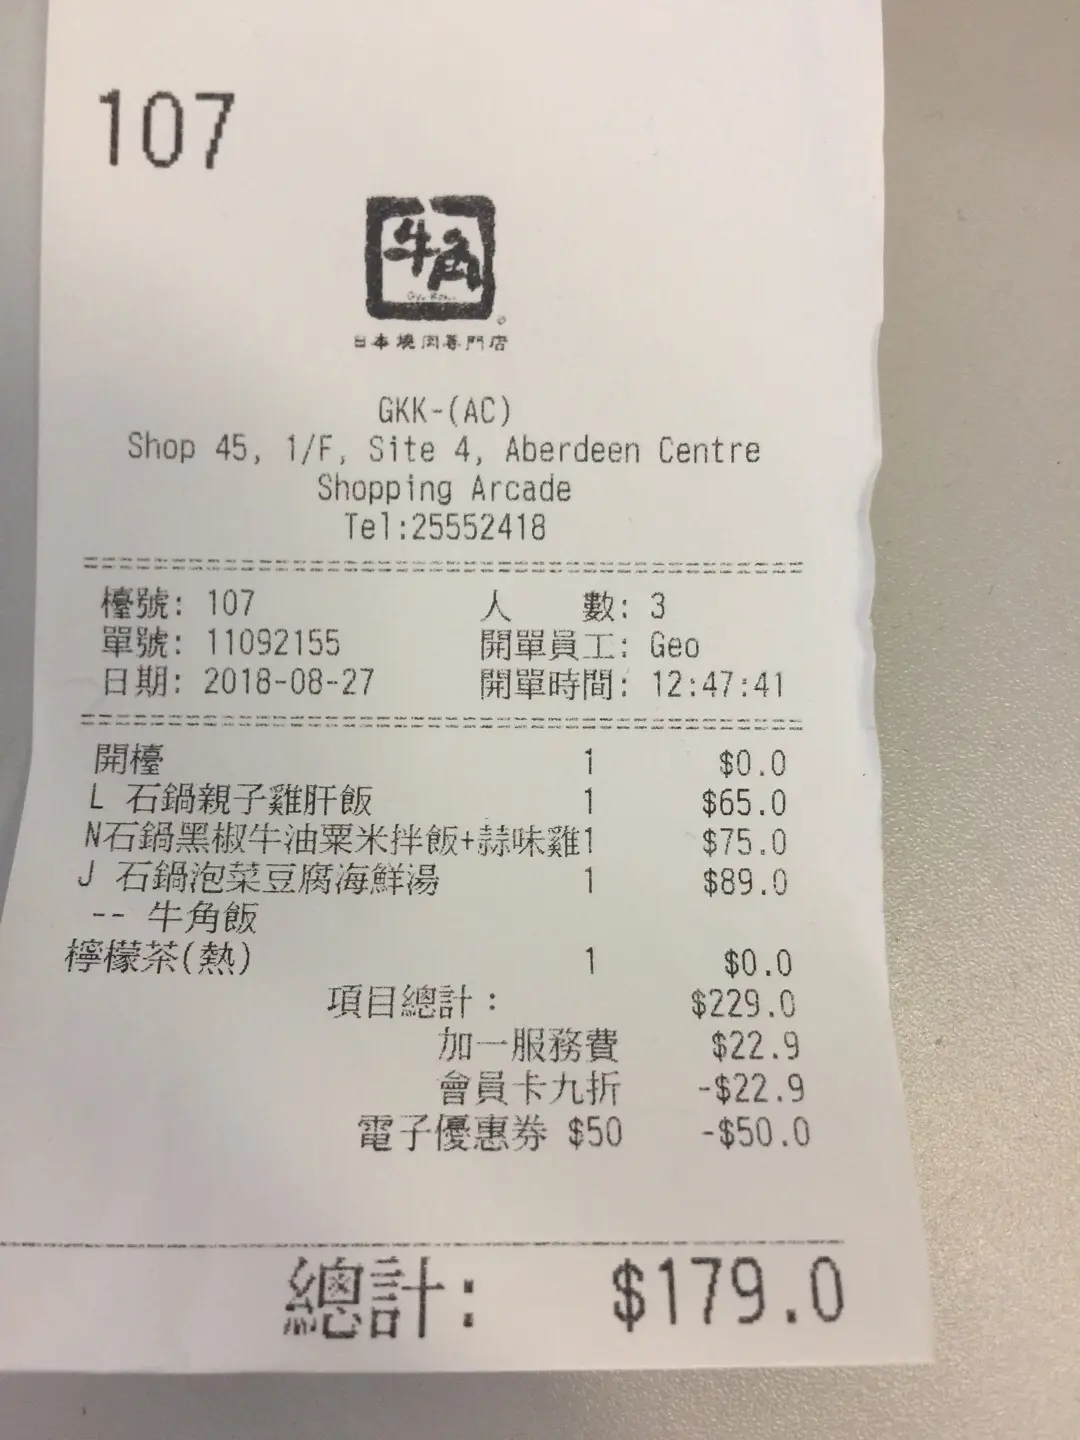 107
牛角
日本燒肉專門店
GKK-(AC)
Shop 45, 1/F, Site 4, Aberdeen Centre
Shopping Arcade
Tel:25552418
檯號: 107 人 數: 3
單號: 11092155 開單員工: Geo
日期: 2018-08-27 開單時間: 12:47:41
開檯 1 $0.0
L 石鍋親子雞肝飯 1 $65.0
N石鍋黑椒牛油粟米拌飯+蒜味雞1 $75.0
J 石鍋泡菜豆腐海鮮湯 1 $89.0
-- 牛角飯
檸檬茶(熱) 1 $0.0
項目總計: $229.0
加一服務費 $22.9
會員卡九折 -$22.9
電子優惠券 $50 -$50.0
總計: $179.0